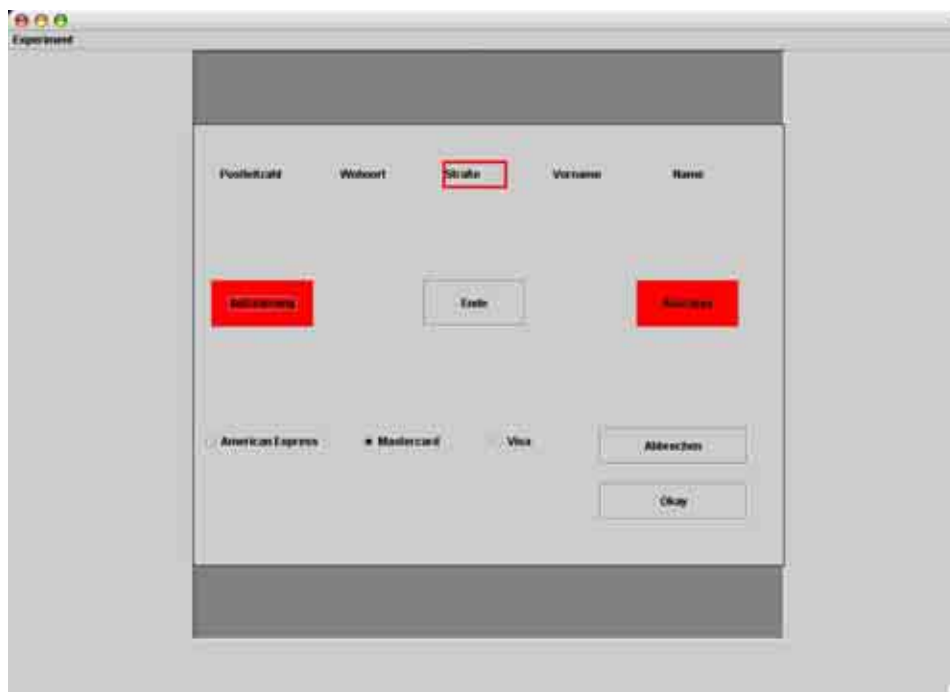 Experiment
Postleitzahl Wohnort Straße Vorname Name
Ende
American Express Mastercard Visa
Abbrechen
Okay